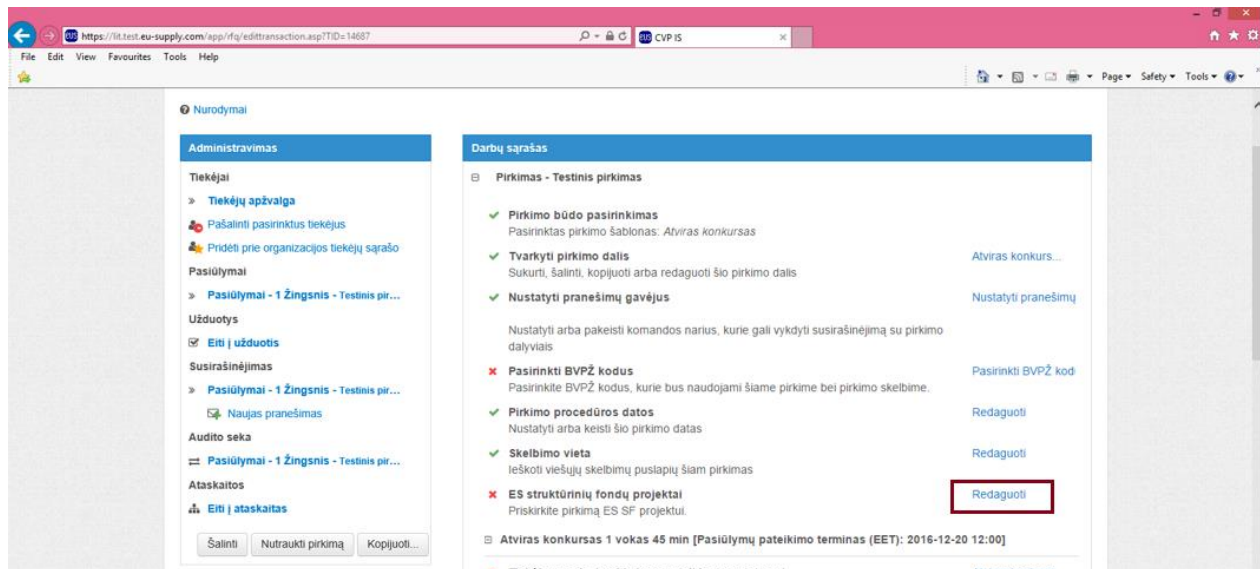 https://lit.test.eu-supply.com/app/rfq/edittransaction.asp?TID=14687
CVP IS
File Edit View Favourites Tools Help
Page Safety Tools
Nurodymai
Administravimas
Tiekėjai
» Tiekėjų apžvalga
Pašalinti pasirinktus tiekėjus
Pridėti prie organizacijos tiekėjų sąrašo
Pasiūlymai
» Pasiūlymai - 1 Žingsnis - Testinis pir...
Užduotys
Eiti į užduotis
Susirašinėjimas
» Pasiūlymai - 1 Žingsnis - Testinis pir...
Naujas pranešimas
Audito seka
Pasiūlymai - 1 Žingsnis - Testinis pir...
Ataskaitos
Eiti į ataskaitas
Šalinti Nutraukti pirkimą Kopijuoti...
Darbų sąrašas
Pirkimas - Testinis pirkimas
Pirkimo būdo pasirinkimas
Pasirinktas pirkimo šablonas: Atviras konkursas
Tvarkyti pirkimo dalis Atviras konkurs...
Sukurti, šalinti, kopijuoti arba redaguoti šio pirkimo dalis
Nustatyti pranešimų gavėjus Nustatyti pranešimų
Nustatyti arba pakeisti komandos narius, kurie gali vykdyti susirašinėjimą su pirkimo
dalyviais
Pasirinkti BVPŽ kodus Pasirinkti BVPŽ kod
Pasirinkite BVPŽ kodus, kurie bus naudojami šiame pirkime bei pirkimo skelbime.
Pirkimo procedūros datos Redaguoti
Nustatyti arba keisti šio pirkimo datas
Skelbimo vieta Redaguoti
Ieškoti viešųjų skelbimų puslapių šiam pirkimas
ES struktūrinių fondų projektai Redaguoti
Priskirkite pirkimą ES SF projektui.
Atviras konkursas 1 vokas 45 min [Pasiūlymų pateikimo terminas (EET): 2016-12-20 12:00]